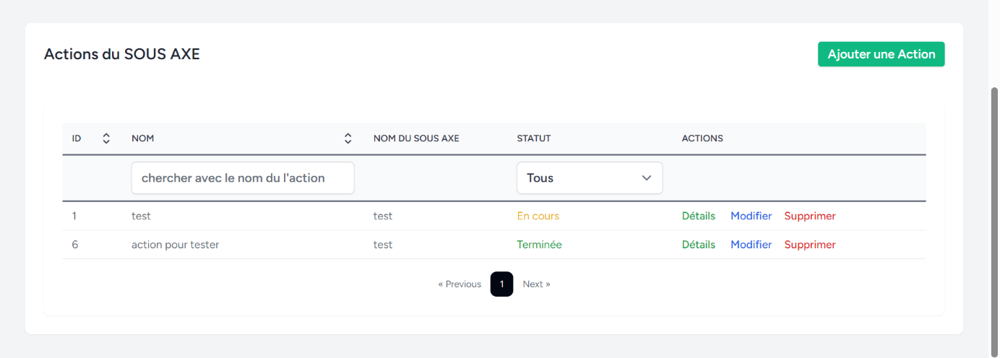 Actions du SOUS AXE
Ajouter une Action
ID NOM NOM DU SOUS AXE STATUT ACTIONS
chercher avec le nom du l'action Tous
1 test test En cours Détails Modifier Supprimer
6 action pour tester test Terminée Détails Modifier Supprimer
« Previous 1 Next »